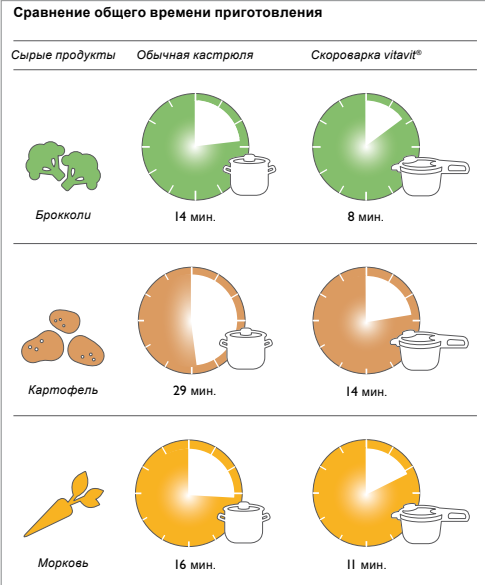 Сравнение общего времени приготовления
Сырые продукты Обычная кастрюля Скороварка vitavit®
Брокколи 14 мин. 8 мин.
Картофель 29 мин. 14 мин.
Морковь 16 мин. 11 мин.